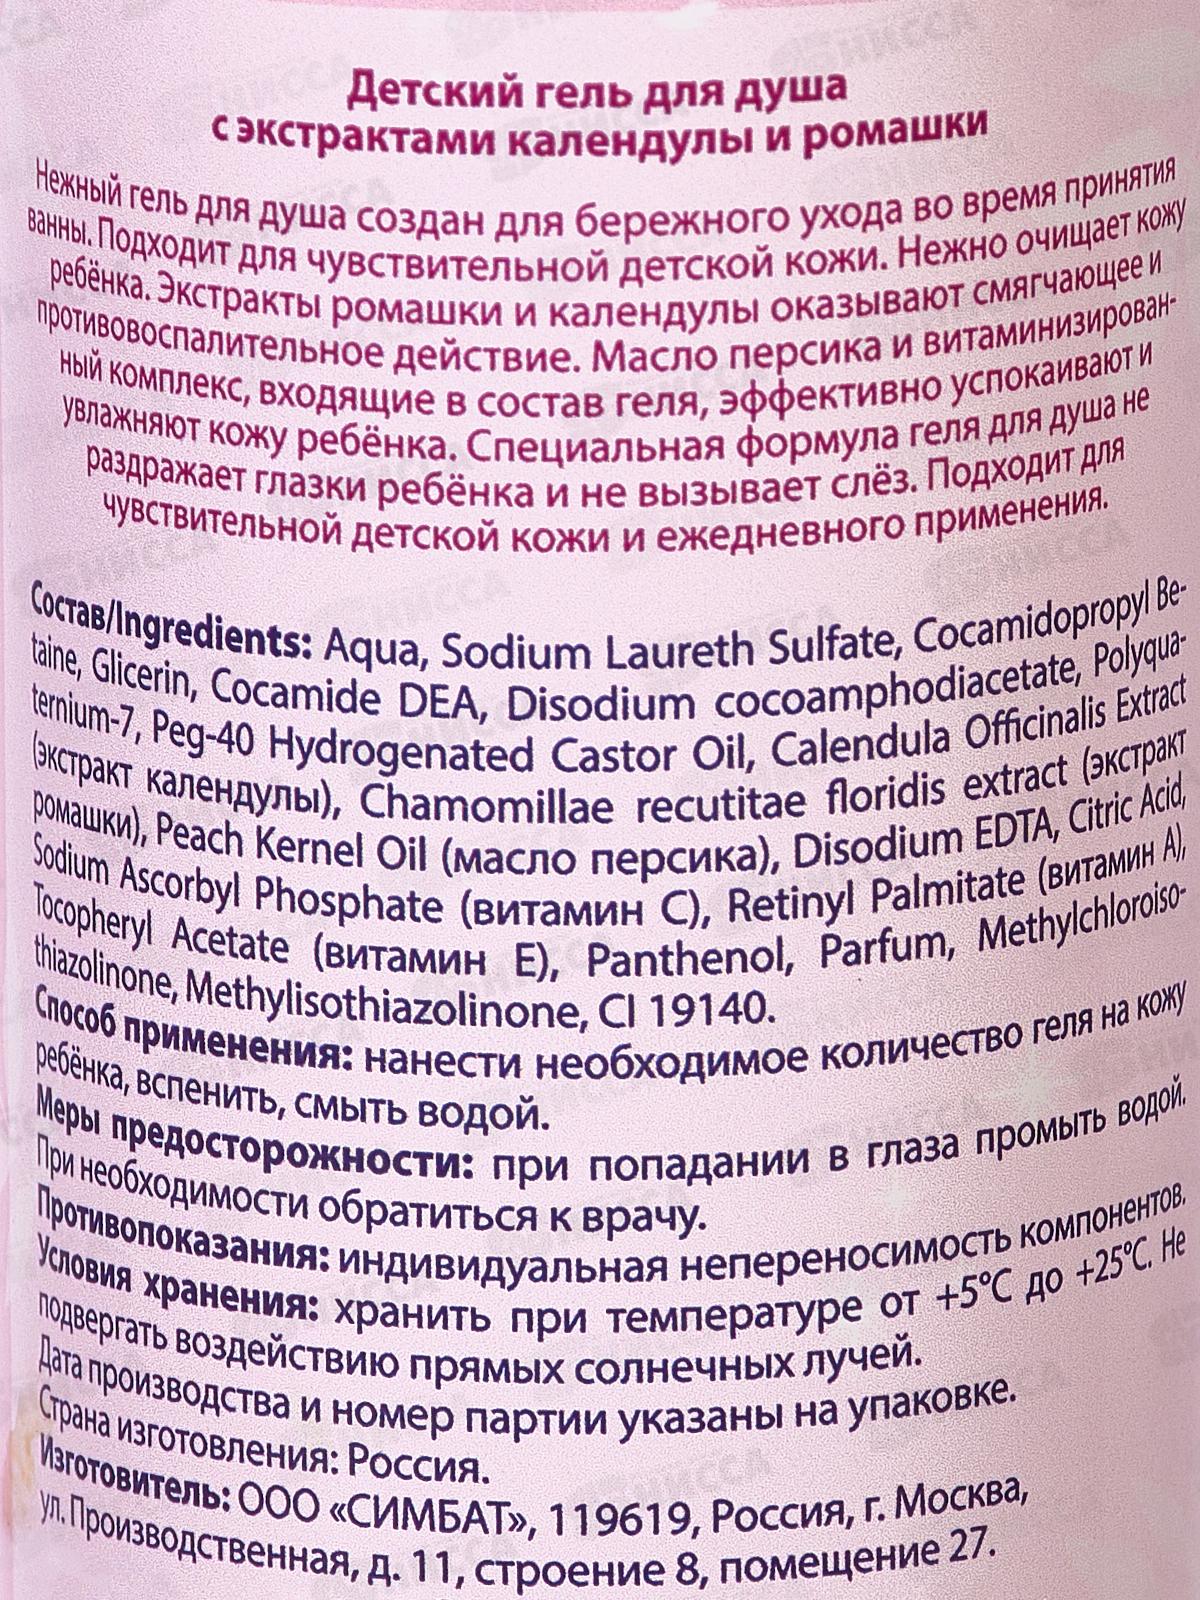 Детский гель для душа
с экстрактами календулы и ромашки
Нежный гель для душа создан для бережного ухода во время принятия
ванны. Подходит для чувствительной детской кожи. Нежно очищает кожу
ребёнка. Экстракты ромашки и календулы оказывают смягчающее и
противовоспалительное действие. Масло персика и витаминизирован-
ный комплекс, входящие в состав геля, эффективно успокаивают и
увлажняют кожу ребёнка. Специальная формула геля для душа не
раздражает глазки ребёнка и не вызывает слёз. Подходит для
чувствительной детской кожи и ежедневного применения.
Состав/Ingredients: Aqua, Sodium Laureth Sulfate, Cocamidopropyl Be-
taine, Glicerin, Cocamide DEA, Disodium cocoamphodiacetate, Polyqua-
ternium-7, Peg-40 Hydrogenated Castor Oil, Calendula Officinalis Extract
(экстракт календулы), Chamomillae recutitae floridis extract (экстракт
ромашки), Peach Kernel Oil (масло персика), Disodium EDTA, Citric Acid,
Sodium Ascorbyl Phosphate (витамин C), Retinyl Palmitate (витамин A),
Tocopheryl Acetate (витамин E), Panthenol, Parfum, Methylchloroiso-
thiazolinone, Methylisothiazolinone, CI 19140.
Способ применения: нанести необходимое количество геля на кожу
ребёнка, вспенить, смыть водой.
Меры предосторожности: при попадании в глаза промыть водой.
При необходимости обратиться к врачу.
Противопоказания: индивидуальная непереносимость компонентов.
Условия хранения: хранить при температуре от +5°C до +25°C. Не
подвергать воздействию прямых солнечных лучей.
Дата производства и номер партии указаны на упаковке.
Страна изготовления: Россия.
Изготовитель: ООО «СИМБАТ», 119619, Россия, г. Москва,
ул. Производственная, д. 11, строение 8, помещение 27.